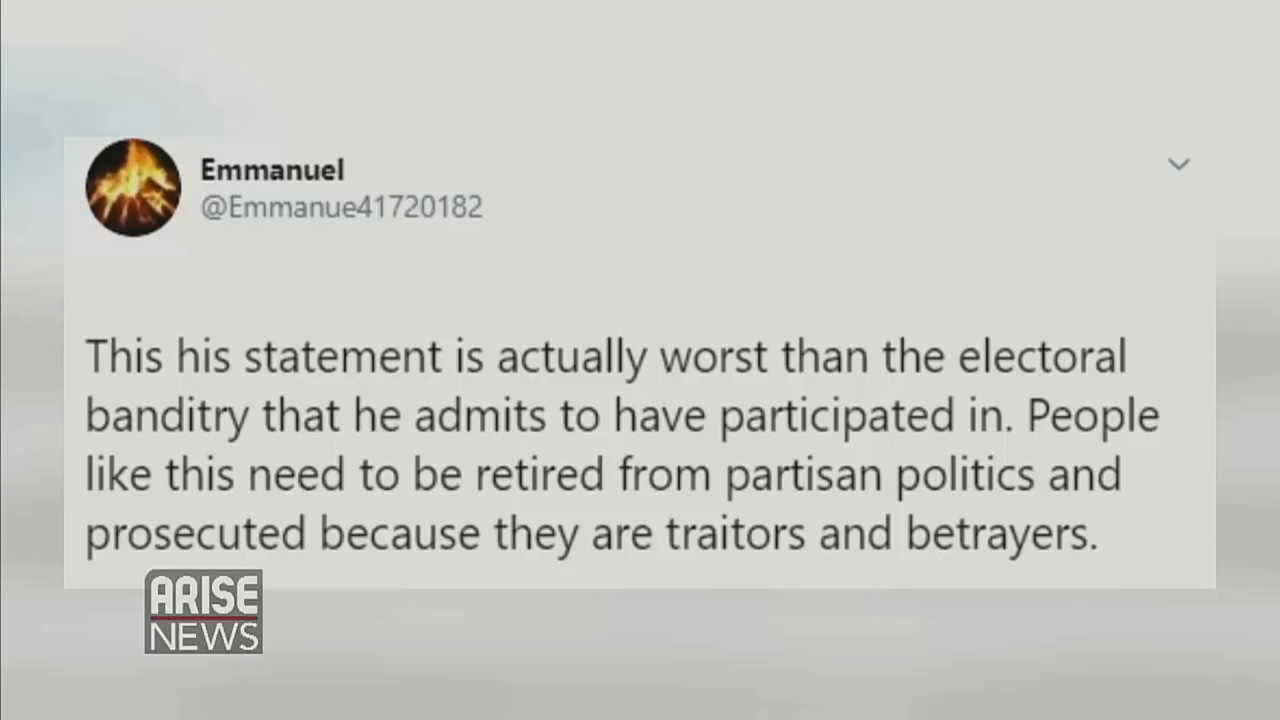 Emmanuel
@Emmanue41720182
This his statement is actually worst than the electoral
banditry that he admits to have participated in. People
like this need to be retired from partisan politics and
prosecuted because they are traitors and betrayers.
ARISE
NEWS